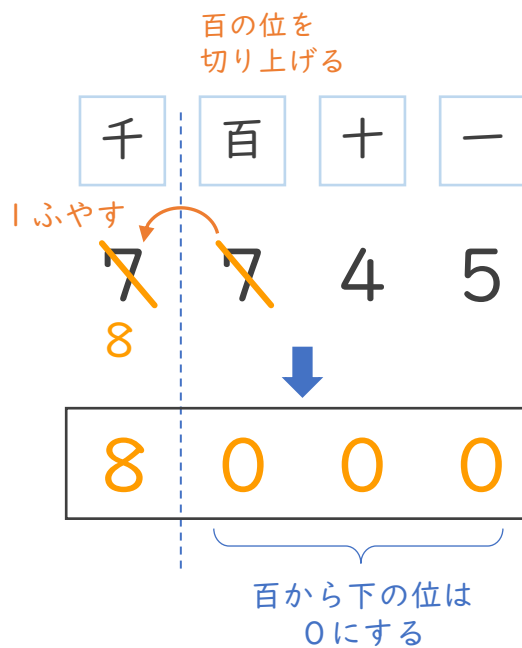 百の位を
切り上げる
千 百 十 一
1ふやす
7 7 4 5
8
8 0 0 0
百から下の位は
0にする